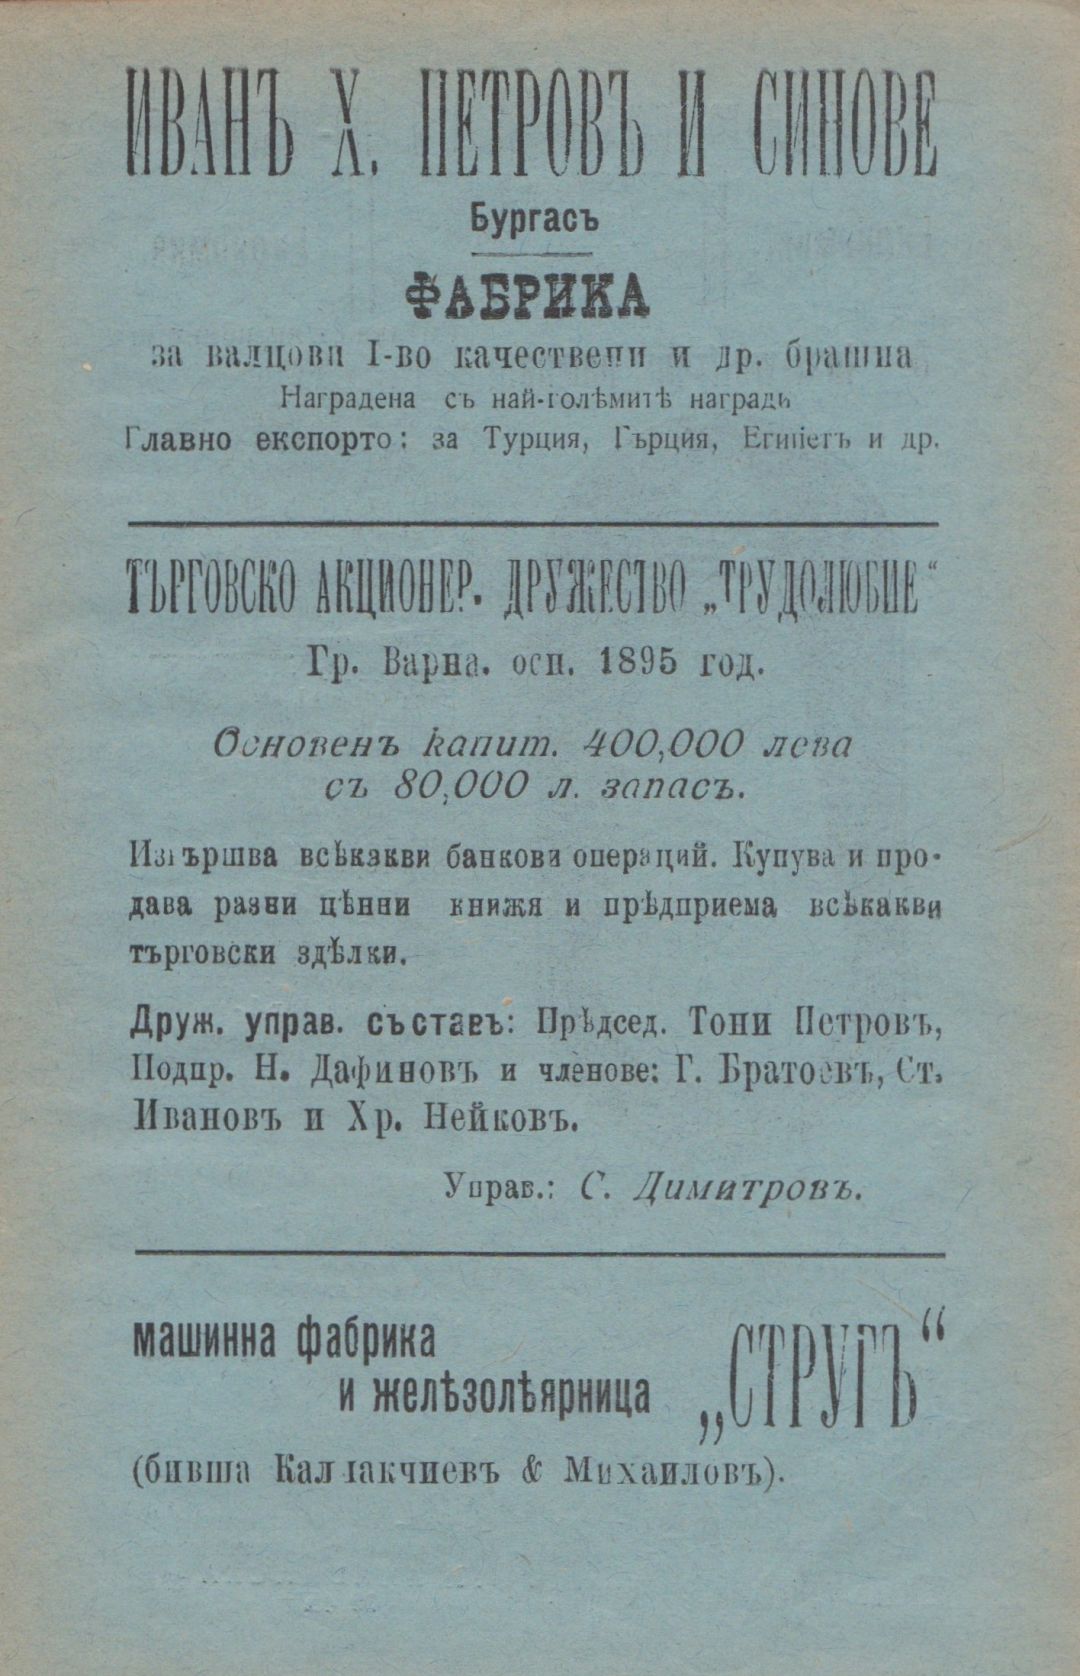 ИВАНЪ Х. ПЕТРОВЪ И СИНОВЕ
Бургасъ
ФАБРИКА
за валцови I-во качествени и др. брашна
Наградена съ най-голѣмитѣ награди
Главно експорто: за Турция, Гърция, Египетъ и др.
ТЪРГОВСКО АКЦИОНЕР. ДРУЖЕСТВО „ТРУДОЛЮБИЕ“
Гр. Варна. осн. 1895 год.
Основенъ капит. 400,000 лева
съ 80,000 л. запасъ.
Извършва всѣкакви банкови операций. Купува и про-
дава разни цѣнни книжя и прѣдприема всѣкакви
търговски здѣлки.
Друж. управ. съставъ: Прѣдсед. Тони Петровъ,
Подпр. Н. Дафиновъ и членове: Г. Братоевъ, Ст.
Ивановъ и Хр. Нейковъ.
Управ.: С. Димитровъ.
машинна фабрика
и желѣзолѣярница „СТРУГЪ“
(бивша Калпакчиевъ & Михаиловъ).